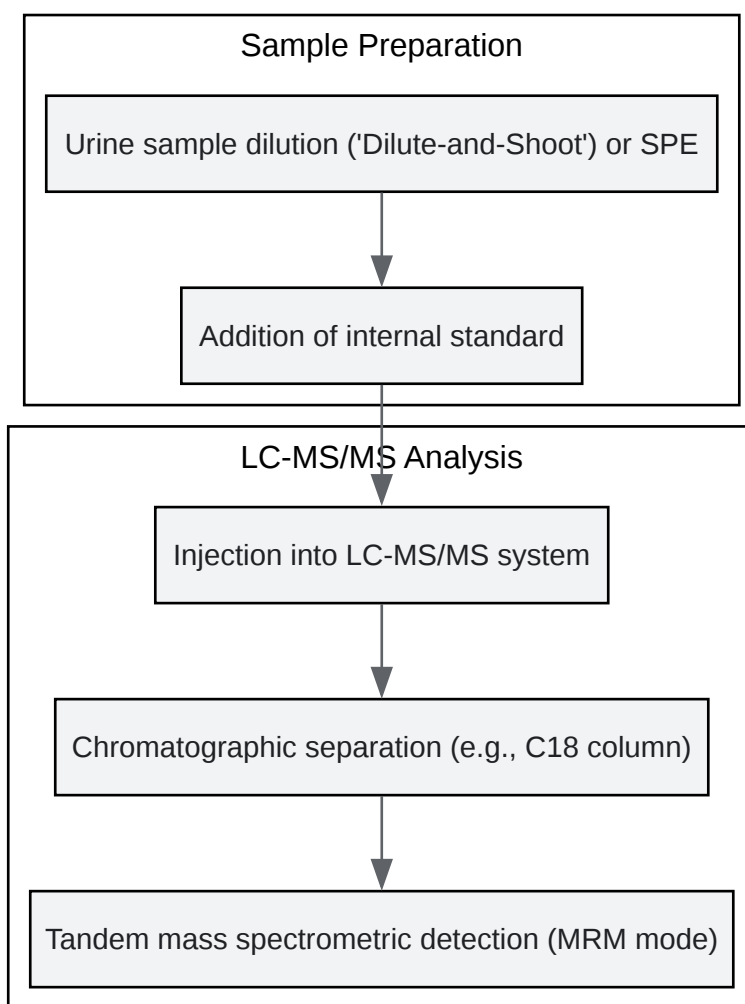 Sample Preparation
Urine sample dilution ('Dilute-and-Shoot') or SPE
Addition of internal standard
LC-MS/MS Analysis
Injection into LC-MS/MS system
Chromatographic separation (e.g., C18 column)
Tandem mass spectrometric detection (MRM mode)